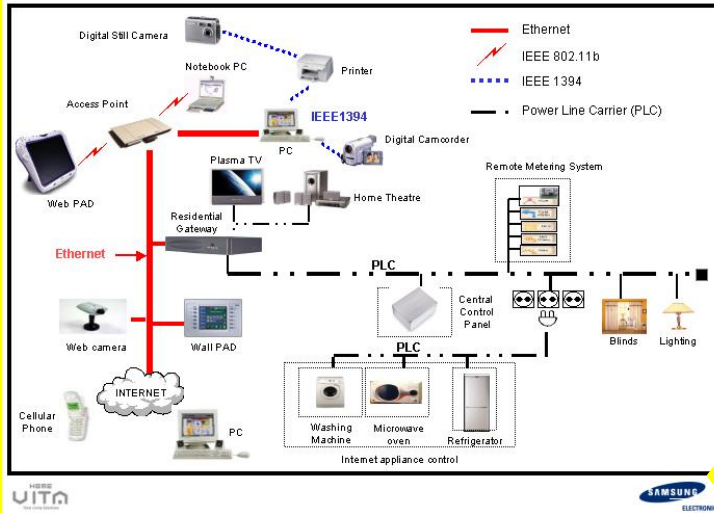 Digital Still Camera
Printer
Notebook PC
Access Point
IEEE1394
PC
Digital Camcorder
Web PAD
Plasma TV
Home Theatre
Residential
Gateway
Ethernet
IEEE 802.11b
IEEE 1394
Power Line Carrier (PLC)
Remote Metering System
Ethernet
PLC
Central
Control
Panel
Blinds
Lighting
Web camera
Wall PAD
PLC
INTERNET
Cellular
Phone
PC
Washing
Machine
Microwave
oven
Refrigerator
Internet appliance control
HOME
VITA
SAMSUNG
ELECTRONI